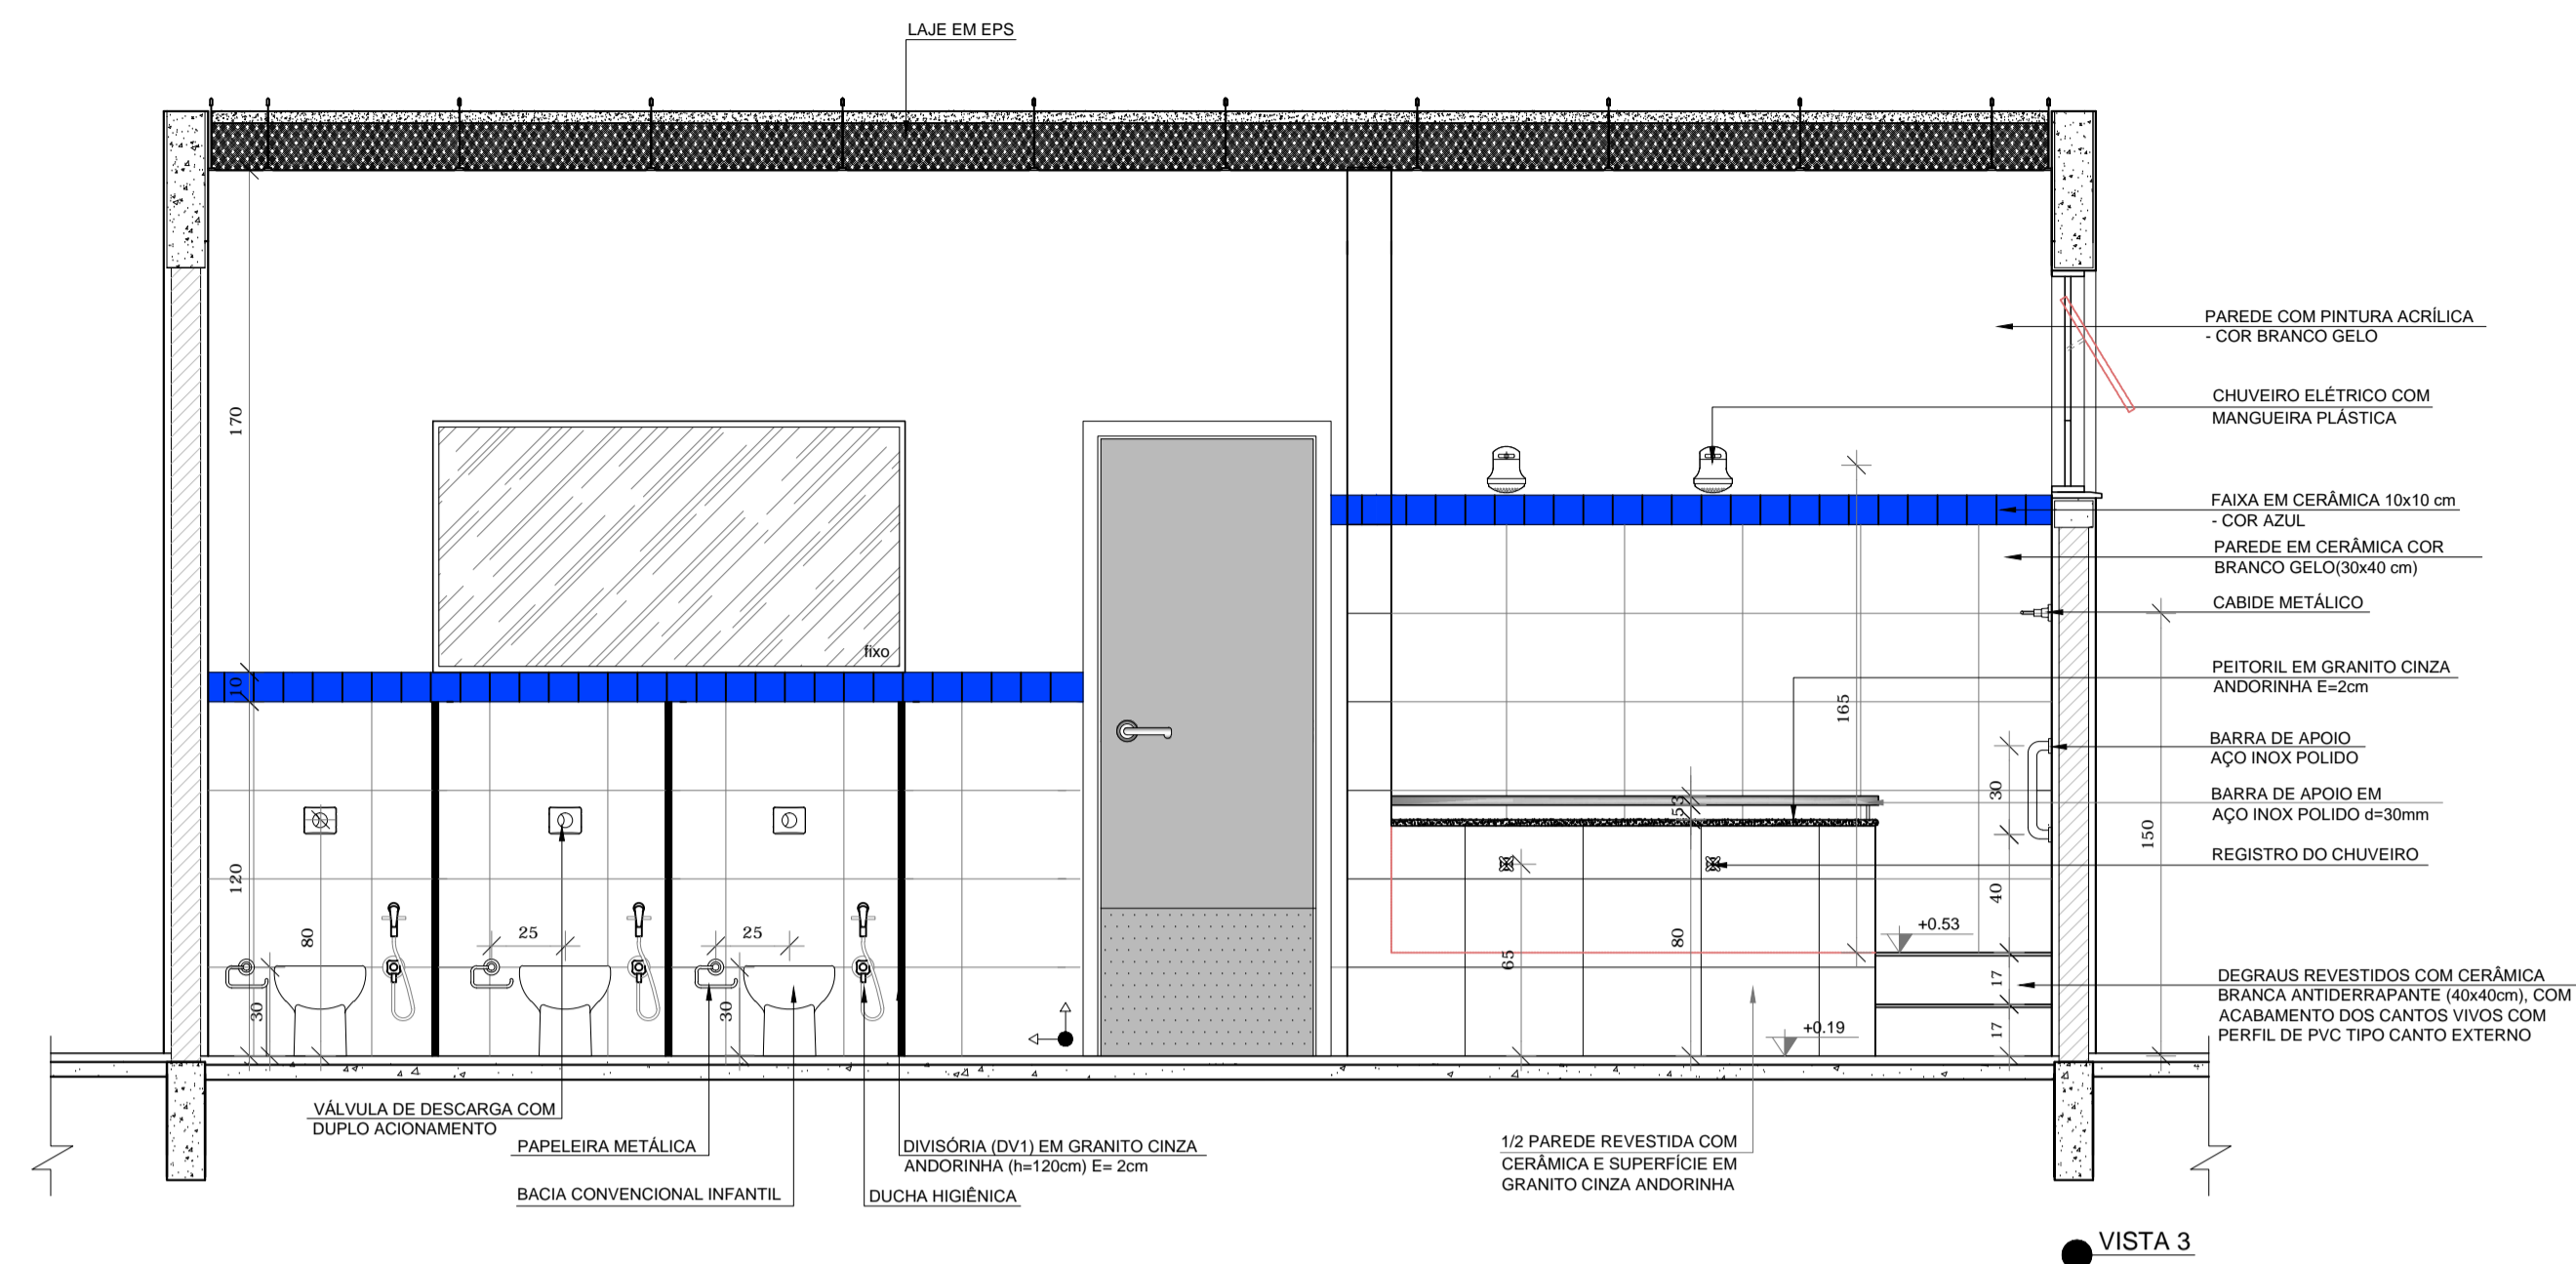 LAJE EM EPS
170
10
120
80
30
25
25
30
fixo
165
53
65
80
+0.53
+0.19
30
40
17
17
150
PAREDE COM PINTURA ACRÍLICA
- COR BRANCO GELO
CHUVEIRO ELÉTRICO COM
MANGUEIRA PLÁSTICA
FAIXA EM CERÂMICA 10x10 cm
- COR AZUL
PAREDE EM CERÂMICA COR
BRANCO GELO(30x40 cm)
CABIDE METÁLICO
PEITORIL EM GRANITO CINZA
ANDORINHA E=2cm
BARRA DE APOIO
AÇO INOX POLIDO
BARRA DE APOIO EM
AÇO INOX POLIDO d=30mm
REGISTRO DO CHUVEIRO
DEGRAUS REVESTIDOS COM CERÂMICA
BRANCA ANTIDERRAPANTE (40x40cm), COM
ACABAMENTO DOS CANTOS VIVOS COM
PERFIL DE PVC TIPO CANTO EXTERNO
VÁLVULA DE DESCARGA COM
DUPLO ACIONAMENTO
PAPELEIRA METÁLICA
BACIA CONVENCIONAL INFANTIL
DIVISÓRIA (DV1) EM GRANITO CINZA
ANDORINHA (h=120cm) E= 2cm
DUCHA HIGIÊNICA
1/2 PAREDE REVESTIDA COM
CERÂMICA E SUPERFÍCIE EM
GRANITO CINZA ANDORINHA
VISTA 3